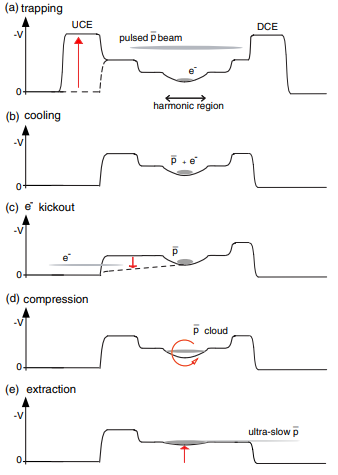 (a) trapping
-V
UCE
DCE
pulsed p̅ beam
e⁻
0
harmonic region
(b) cooling
-V
p̅ + e⁻
0
(c) e⁻ kickout
-V
e⁻
p̅
0
(d) compression
-V
p̅ cloud
0
(e) extraction
-V
ultra-slow p̅
0